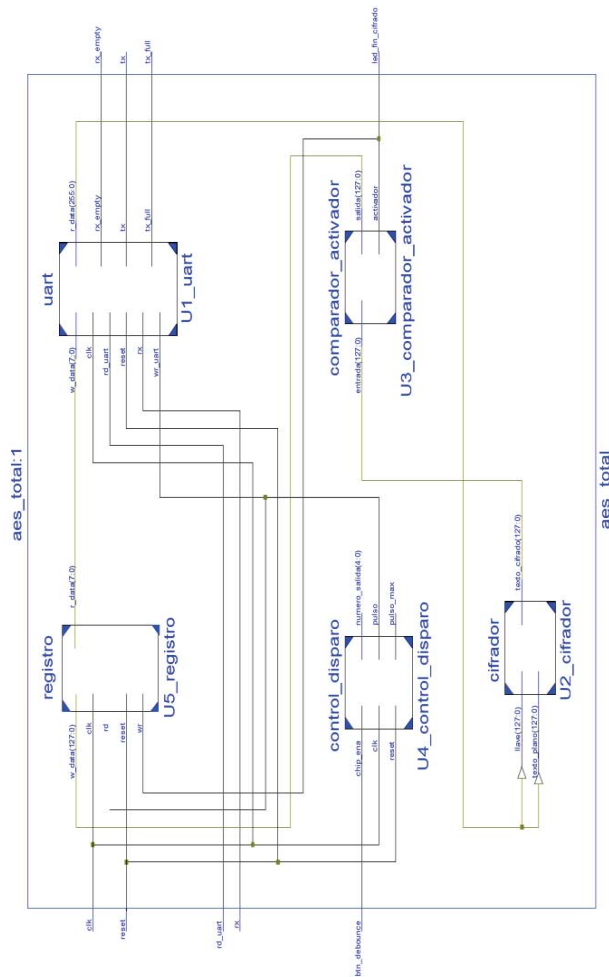 aes_total:1
uart
r_data(255:0)
rx_empty
tx
tx_full
rx_empty
tx
tx_full
w_data(7:0)
clk
rd_uart
reset
rx
wr_uart
U1_uart
comparador_activador
salida(127:0)
activador
led_fin_cifrado
entrada(127:0)
U3_comparador_activador
registro
r_data(7:0)
w_data(127:0)
clk
rd
reset
wr
U5_registro
control_disparo
numero_salida(4:0)
pulso
pulso_max
chip_ena
clk
reset
U4_control_disparo
cifrador
texto_cifrado(127:0)
llave(127:0)
texto_plano(127:0)
U2_cifrador
clk
reset
rd_uart
rx
btn_debounce
aes_total